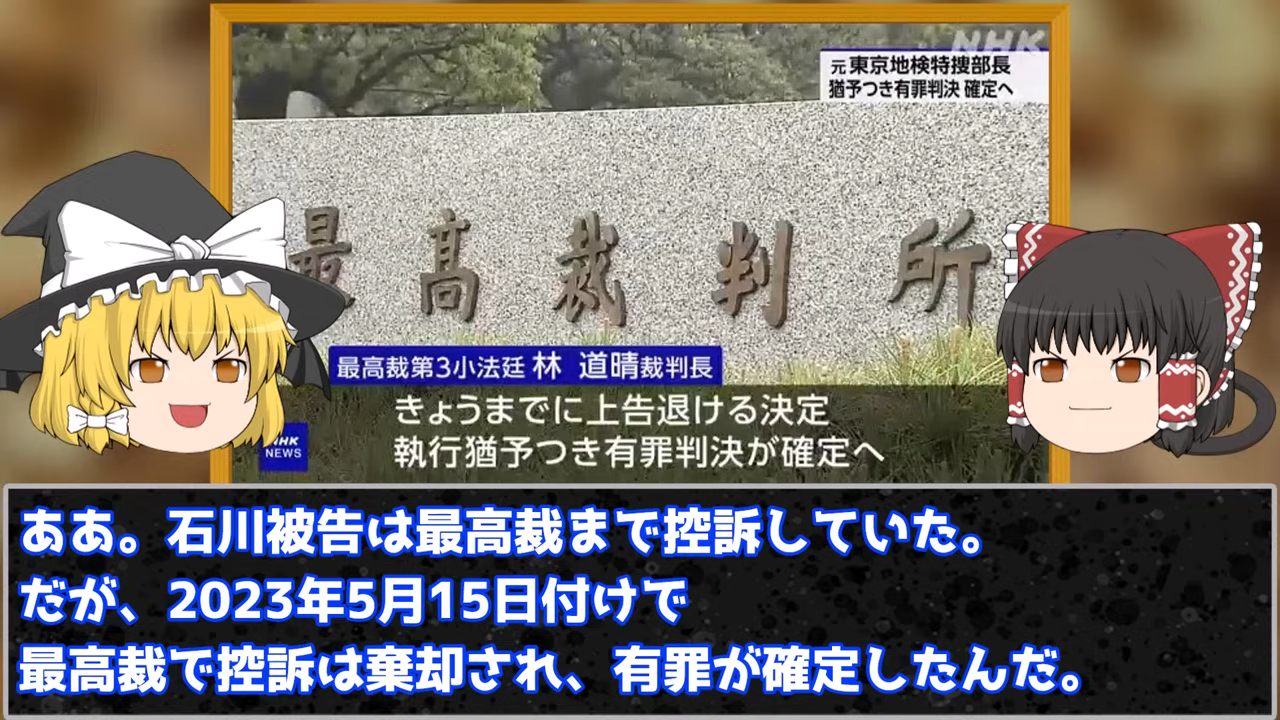 NHK
元東京地検特捜部長
猶予つき有罪判決 確定へ
最高裁判所
最高裁第3小法廷 林 道晴裁判長
きょうまでに上告退ける決定
執行猶予つき有罪判決が確定へ
NHK
NEWS
ああ。石川被告は最高裁まで控訴していた。
だが、2023年5月15日付けで
最高裁で控訴は棄却され、有罪が確定したんだ。